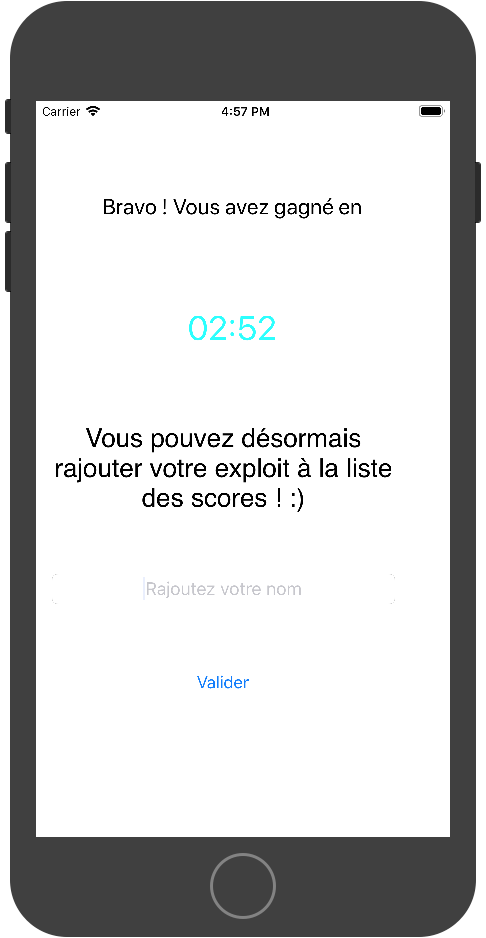 Carrier 4:57 PM
Bravo ! Vous avez gagné en
02:52
Vous pouvez désormais
rajouter votre exploit à la liste
des scores ! :)
Rajoutez votre nom
Valider